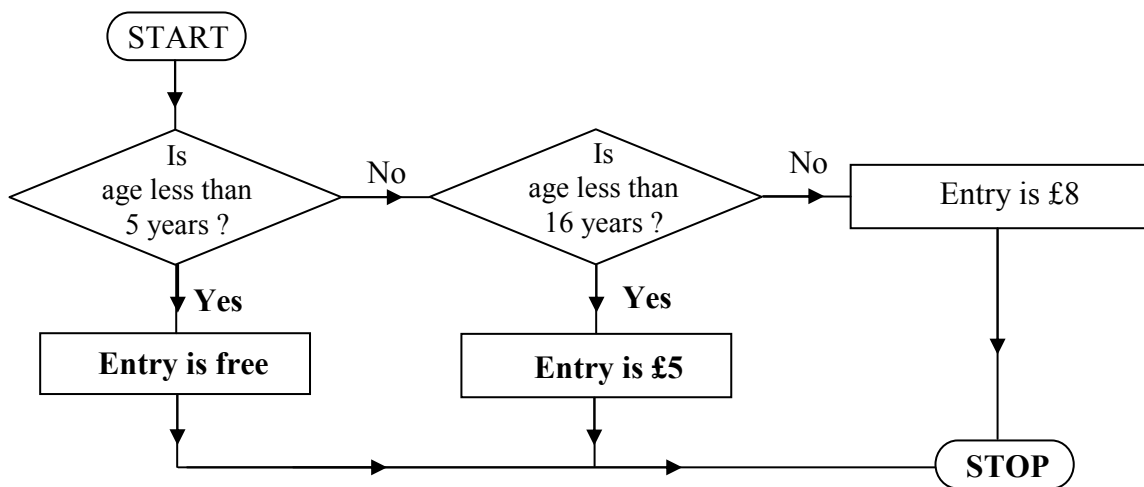 START
Is
age less than
5 years ?
No
Is
age less than
16 years ?
No
Entry is £8
Yes
Entry is free
Yes
Entry is £5
STOP